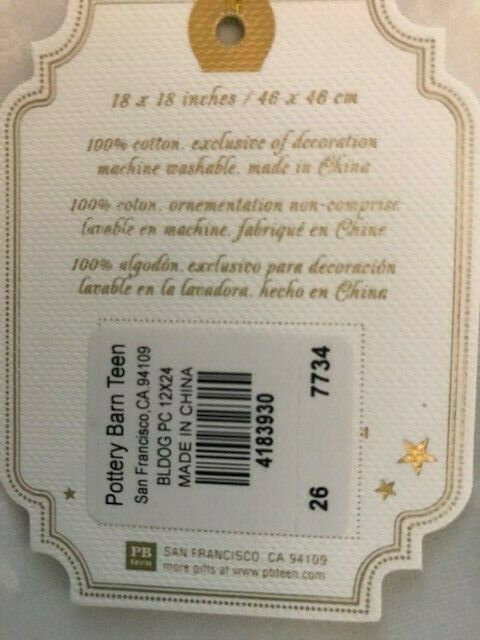 18 x 18 inches / 46 x 46 cm
100% cotton. exclusive of decoration
machine washable. made in China
100% coton. ornementation non-comprise
lavable en machine. fabriqué en Chine
100% algodón. exclusivo para decoración
lavable en la lavadora. hecho en China
Pottery Barn Teen
San Francisco,CA,94109
BLDOG PC 12X24
MADE IN CHINA
4183930
26 7734
PB
teen
SAN FRANCISCO, CA 94109
more gifts at www.pbteen.com